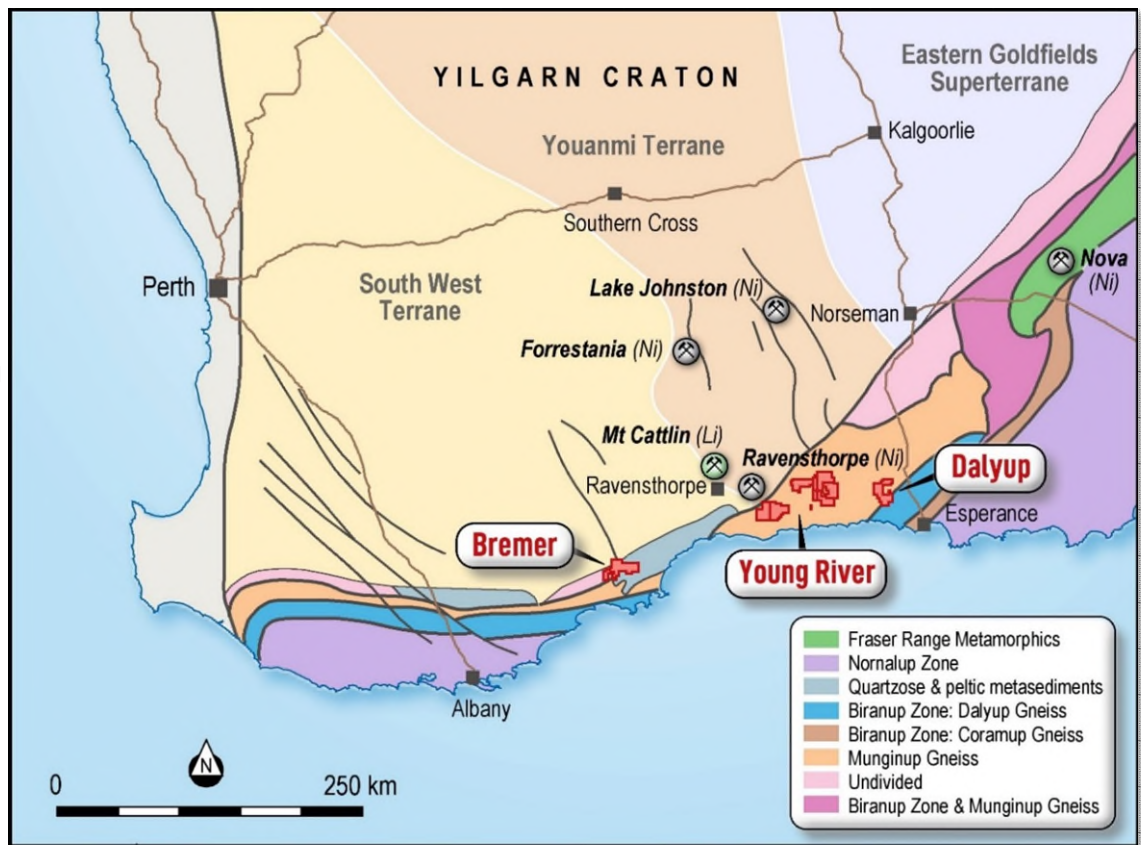 YILGARN CRATON
Eastern Goldfields
Superterrane
Kalgoorlie
Youanmi Terrane
Southern Cross
Perth
South West
Terrane
Lake Johnston (Ni)
Nova
(Ni)
Norseman
Forrestania (Ni)
Mt Cattlin (Li)
Ravensthorpe (Ni)
Ravensthorpe
Dalyup
Esperance
Bremer
Young River
Albany
Fraser Range Metamorphics
Nornalup Zone
Quartzose & peltic metasediments
Biranup Zone: Dalyup Gneiss
Biranup Zone: Coramup Gneiss
Munginup Gneiss
Undivided
Biranup Zone & Munginup Gneiss
N
0 250 km